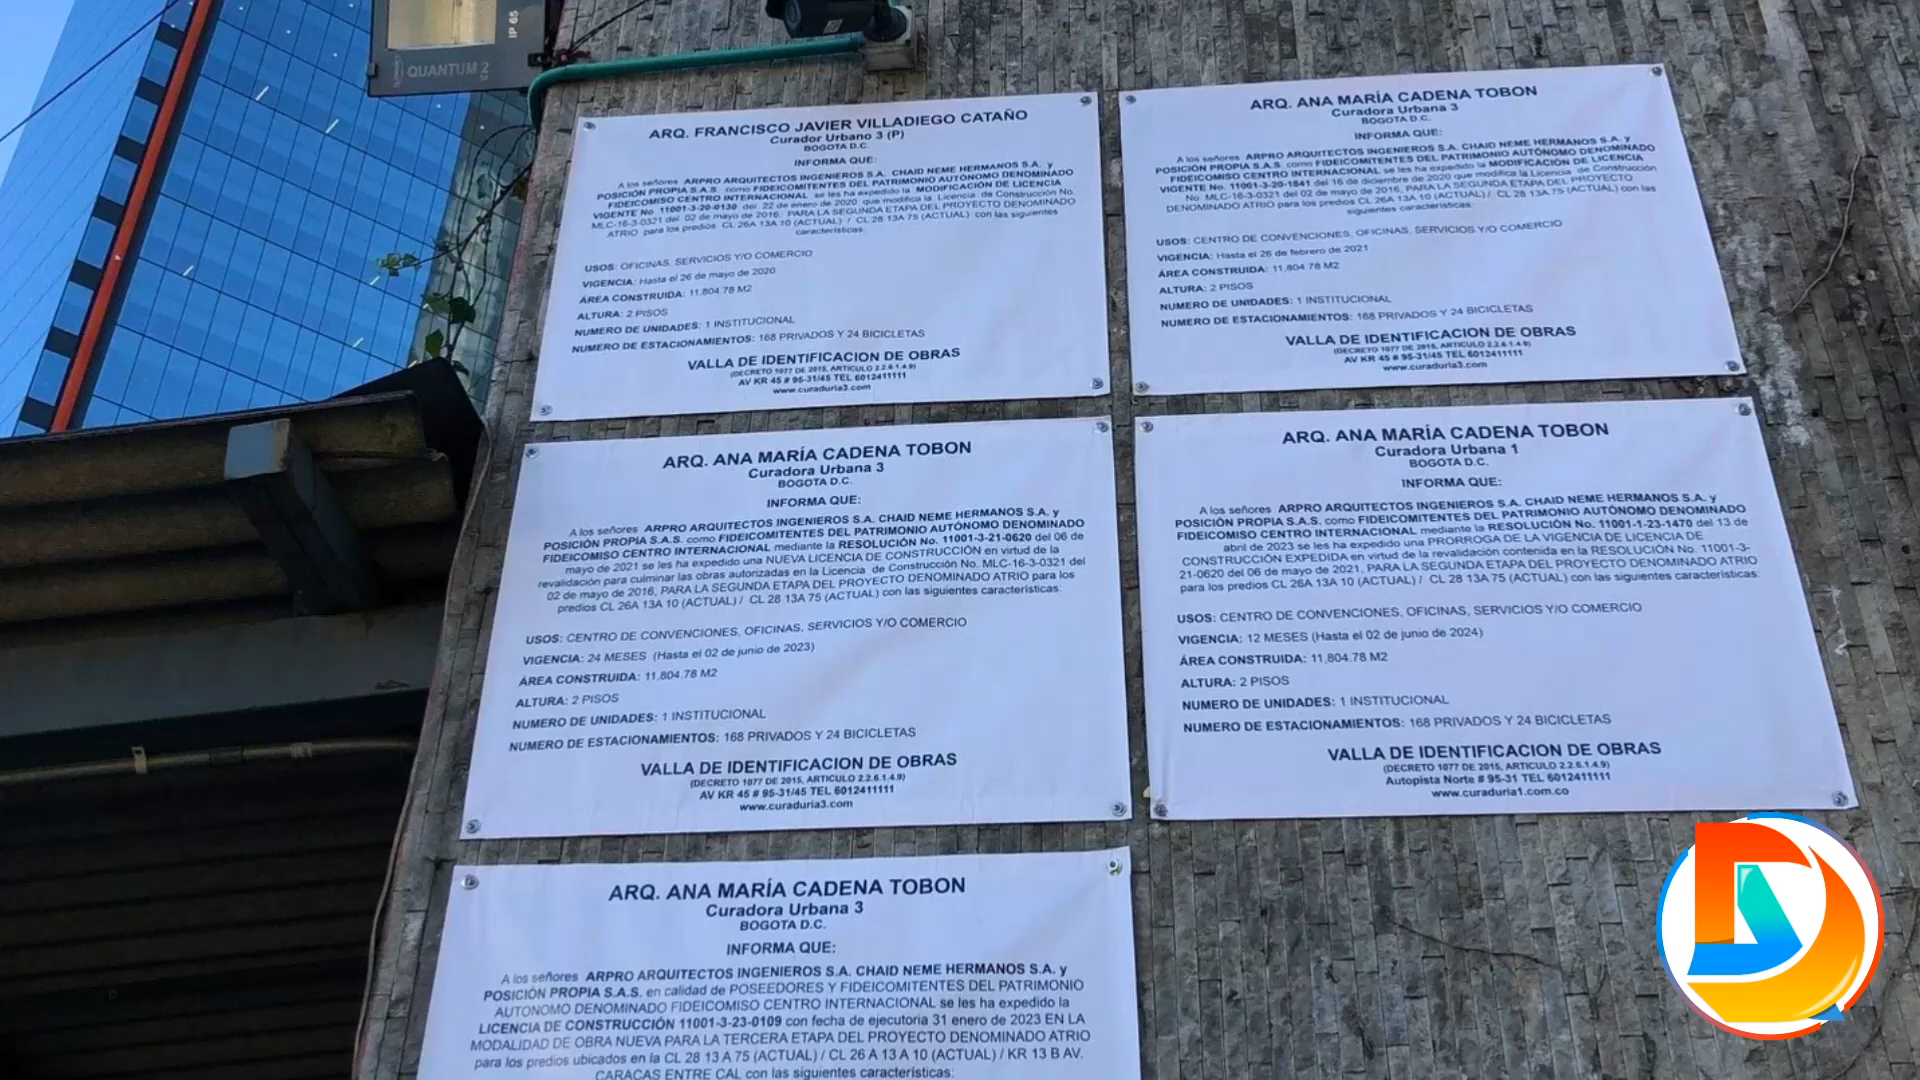 IP 65
QUANTUM 2
ARQ. FRANCISCO JAVIER VILLADIEGO CATAÑO
Curador Urbano 3 (P)
BOGOTA D.C.
INFORMA QUE:
A los señores ARPRO ARQUITECTOS INGENIEROS S.A. CHAID NEME HERMANOS S.A. y
POSICIÓN PROPIA S.A.S. como FIDEICOMITENTES DEL PATRIMONIO AUTÓNOMO DENOMINADO
FIDEICOMISO CENTRO INTERNACIONAL se les ha expedido la MODIFICACIÓN DE LICENCIA
VIGENTE No. 11001-3-20-0130 del 22 de enero de 2020 que modifica la Licencia de Construcción No.
MLC-16-3-0321 del 02 de mayo de 2016, PARA LA SEGUNDA ETAPA DEL PROYECTO DENOMINADO
ATRIO para los predios CL 26A 13A 10 (ACTUAL) / CL 28 13A 75 (ACTUAL) con las siguientes
características:
USOS: OFICINAS, SERVICIOS Y/O COMERCIO
VIGENCIA: Hasta el 26 de mayo de 2020
ÁREA CONSTRUIDA: 11,804.78 M2
ALTURA: 2 PISOS
NUMERO DE UNIDADES: 1 INSTITUCIONAL
NUMERO DE ESTACIONAMIENTOS: 168 PRIVADOS Y 24 BICICLETAS
VALLA DE IDENTIFICACION DE OBRAS
(DECRETO 1077 DE 2015, ARTICULO 2.2.6.1.4.9)
AV KR 45 # 95-31/45 TEL 6012411111
www.curaduria3.com
ARQ. ANA MARÍA CADENA TOBON
Curadora Urbana 3
BOGOTA D.C.
INFORMA QUE:
A los señores ARPRO ARQUITECTOS INGENIEROS S.A. CHAID NEME HERMANOS S.A. y
POSICIÓN PROPIA S.A.S. como FIDEICOMITENTES DEL PATRIMONIO AUTÓNOMO DENOMINADO
FIDEICOMISO CENTRO INTERNACIONAL se les ha expedido la MODIFICACIÓN DE LICENCIA
VIGENTE No. 11001-3-20-1841 del 16 de diciembre de 2020 que modifica la Licencia de Construcción
No. MLC-16-3-0321 del 02 de mayo de 2016, PARA LA SEGUNDA ETAPA DEL PROYECTO
DENOMINADO ATRIO para los predios CL 26A 13A 10 (ACTUAL) / CL 28 13A 75 (ACTUAL) con las
siguientes características:
USOS: CENTRO DE CONVENCIONES, OFICINAS, SERVICIOS Y/O COMERCIO
VIGENCIA: Hasta el 26 de febrero de 2021
ÁREA CONSTRUIDA: 11,804.78 M2
ALTURA: 2 PISOS
NUMERO DE UNIDADES: 1 INSTITUCIONAL
NUMERO DE ESTACIONAMIENTOS: 168 PRIVADOS Y 24 BICICLETAS
VALLA DE IDENTIFICACION DE OBRAS
(DECRETO 1077 DE 2015, ARTICULO 2.2.6.1.4.9)
AV KR 45 # 95-31/45 TEL 6012411111
www.curaduria3.com
ARQ. ANA MARÍA CADENA TOBON
Curadora Urbana 3
BOGOTA D.C.
INFORMA QUE:
A los señores ARPRO ARQUITECTOS INGENIEROS S.A. CHAID NEME HERMANOS S.A. y
POSICIÓN PROPIA S.A.S. como FIDEICOMITENTES DEL PATRIMONIO AUTÓNOMO DENOMINADO
FIDEICOMISO CENTRO INTERNACIONAL mediante la RESOLUCIÓN No. 11001-3-21-0620 del 06 de
mayo de 2021 se les ha expedido una NUEVA LICENCIA DE CONSTRUCCIÓN en virtud de la
revalidación para culminar las obras autorizadas en la Licencia de Construcción No. MLC-16-3-0321 del
02 de mayo de 2016, PARA LA SEGUNDA ETAPA DEL PROYECTO DENOMINADO ATRIO para los
predios CL 26A 13A 10 (ACTUAL) / CL 28 13A 75 (ACTUAL) con las siguientes características:
USOS: CENTRO DE CONVENCIONES, OFICINAS, SERVICIOS Y/O COMERCIO
VIGENCIA: 24 MESES (Hasta el 02 de junio de 2023)
ÁREA CONSTRUIDA: 11,804.78 M2
ALTURA: 2 PISOS
NUMERO DE UNIDADES: 1 INSTITUCIONAL
NUMERO DE ESTACIONAMIENTOS: 168 PRIVADOS Y 24 BICICLETAS
VALLA DE IDENTIFICACION DE OBRAS
(DECRETO 1077 DE 2015, ARTICULO 2.2.6.1.4.9)
AV KR 45 # 95-31/45 TEL 6012411111
www.curaduria3.com
ARQ. ANA MARÍA CADENA TOBON
Curadora Urbana 1
BOGOTA D.C.
INFORMA QUE:
A los señores ARPRO ARQUITECTOS INGENIEROS S.A. CHAID NEME HERMANOS S.A. y
POSICIÓN PROPIA S.A.S. como FIDEICOMITENTES DEL PATRIMONIO AUTÓNOMO DENOMINADO
FIDEICOMISO CENTRO INTERNACIONAL mediante la RESOLUCIÓN No. 11001-1-23-1470 del 13 de
abril de 2023 se les ha expedido una PRORROGA DE LA VIGENCIA DE LICENCIA DE
CONSTRUCCIÓN EXPEDIDA en virtud de la revalidación contenida en la RESOLUCIÓN No. 11001-3-
21-0620 del 06 de mayo de 2021, PARA LA SEGUNDA ETAPA DEL PROYECTO DENOMINADO ATRIO
para los predios CL 26A 13A 10 (ACTUAL) / CL 28 13A 75 (ACTUAL) con las siguientes características:
USOS: CENTRO DE CONVENCIONES, OFICINAS, SERVICIOS Y/O COMERCIO
VIGENCIA: 12 MESES (Hasta el 02 de junio de 2024)
ÁREA CONSTRUIDA: 11,804.78 M2
ALTURA: 2 PISOS
NUMERO DE UNIDADES: 1 INSTITUCIONAL
NUMERO DE ESTACIONAMIENTOS: 168 PRIVADOS Y 24 BICICLETAS
VALLA DE IDENTIFICACION DE OBRAS
(DECRETO 1077 DE 2015, ARTICULO 2.2.6.1.4.9)
Autopista Norte # 95-31 TEL 6012411111
www.curaduria1.com.co
ARQ. ANA MARÍA CADENA TOBON
Curadora Urbana 3
BOGOTA D.C.
INFORMA QUE:
A los señores ARPRO ARQUITECTOS INGENIEROS S.A. CHAID NEME HERMANOS S.A. y
POSICIÓN PROPIA S.A.S. en calidad de POSEEDORES Y FIDEICOMITENTES DEL PATRIMONIO
AUTONOMO DENOMINADO FIDEICOMISO CENTRO INTERNACIONAL se les ha expedido la
LICENCIA DE CONSTRUCCIÓN 11001-3-23-0109 con fecha de ejecutoria 31 enero de 2023 EN LA
MODALIDAD DE OBRA NUEVA PARA LA TERCERA ETAPA DEL PROYECTO DENOMINADO ATRIO
para los predios ubicados en la CL 28 13 A 75 (ACTUAL) / CL 26 A 13 A 10 (ACTUAL) / KR 13 B AV.
CARACAS ENTRE CAL con las siguientes características: